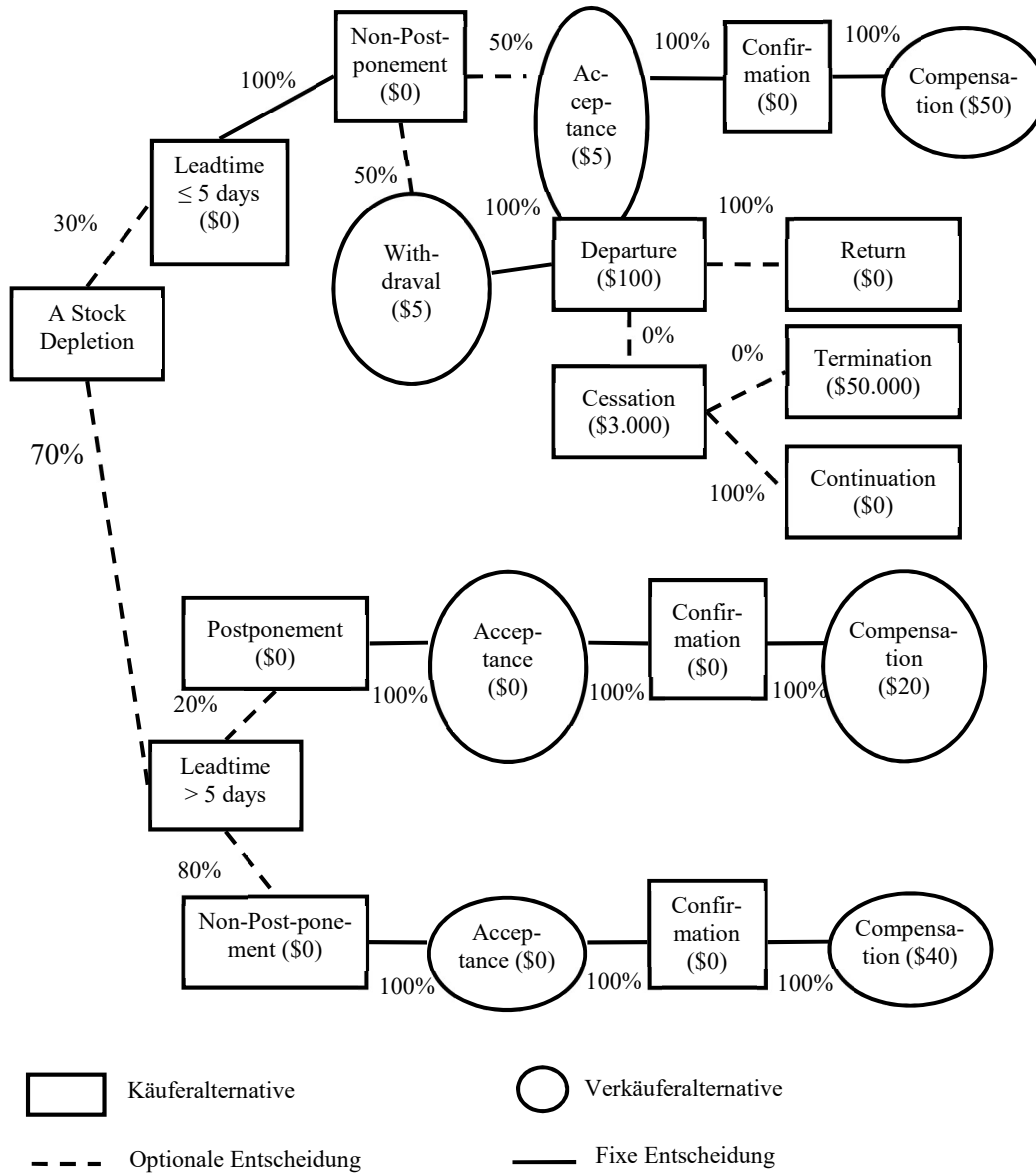 Non-Post-
ponement
($0)
50%
Ac-
cep-
tance
($5)
100%
Confir-
mation
($0)
100%
Compensa-
tion ($50)
100%
Leadtime
≤ 5 days
($0)
50%
30%
With-
draval
($5)
100%
Departure
($100)
100%
Return
($0)
A Stock
Depletion
0%
Cessation
($3.000)
0%
Termination
($50.000)
100%
Continuation
($0)
70%
Postponement
($0)
100%
Accep-
tance
($0)
100%
Confir-
mation
($0)
100%
Compensa-
tion
($20)
20%
Leadtime
> 5 days
80%
Non-Post-pone-
ment ($0)
100%
Accep-
tance ($0)
100%
Confir-
mation
($0)
100%
Compensa-
tion ($40)
Käuferalternative
Verkäuferalternative
Optionale Entscheidung
Fixe Entscheidung